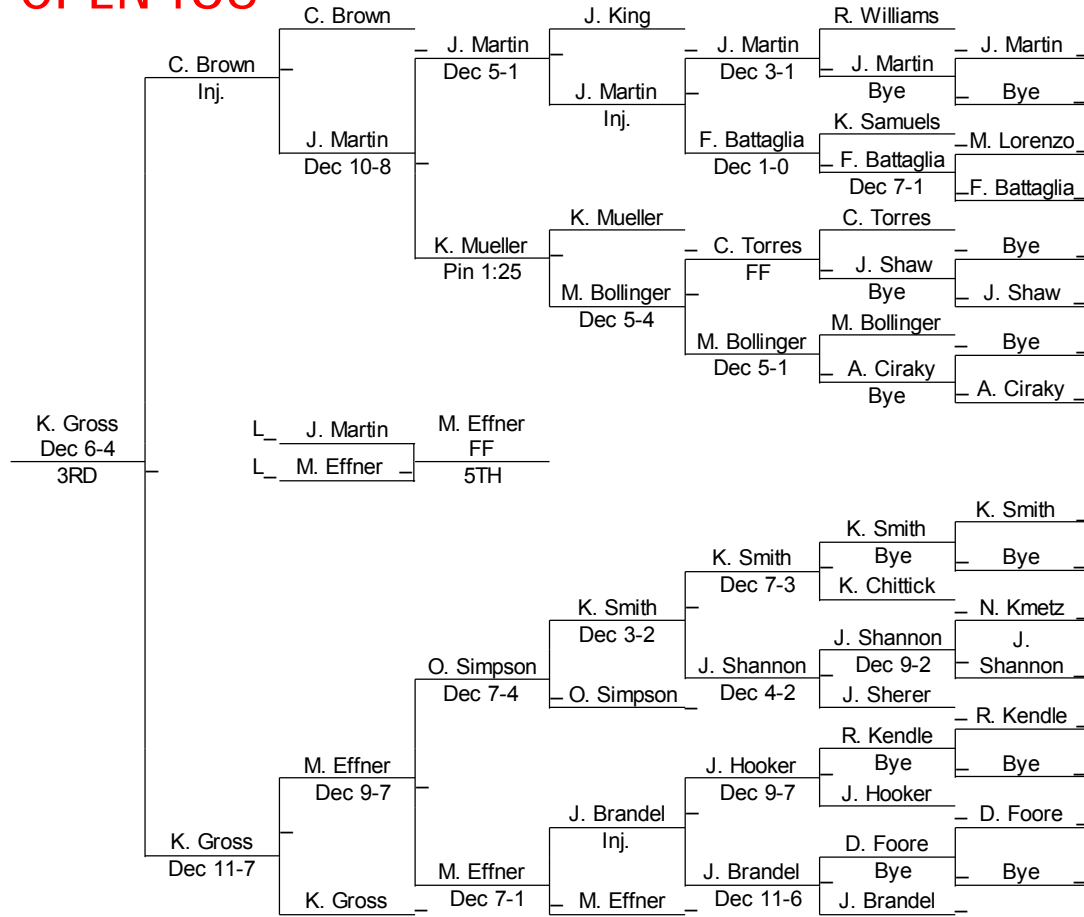 OPEN
C. Brown
J. King
R. Williams
J. Martin
Dec 5-1
J. Martin
Dec 3-1
J. Martin
C. Brown
Inj.
J. Martin
Bye
Bye
J. Martin
Inj.
J. Martin
Dec 10-8
F. Battaglia
Dec 1-0
K. Samuels
M. Lorenzo
F. Battaglia
Dec 7-1
F. Battaglia
K. Mueller
C. Torres
K. Mueller
Pin 1:25
C. Torres
FF
Bye
J. Shaw
Bye
J. Shaw
M. Bollinger
Dec 5-4
M. Bollinger
Dec 5-1
M. Bollinger
Bye
A. Ciraky
Bye
A. Ciraky
K. Gross
Dec 6-4
3RD
L_
J. Martin
M. Effner
FF
5TH
L_
M. Effner
K. Smith
K. Smith
Bye
Bye
K. Smith
Dec 7-3
K. Chittick
K. Smith
Dec 3-2
N. Kmetz
J. Shannon
Dec 9-2
J.
Shannon
O. Simpson
Dec 7-4
J. Shannon
Dec 4-2
O. Simpson
J. Sherer
R. Kendle
R. Kendle
Bye
Bye
M. Effner
Dec 9-7
J. Hooker
Dec 9-7
J. Hooker
J. Brandel
Inj.
D. Foore
K. Gross
Dec 11-7
D. Foore
Bye
Bye
M. Effner
Dec 7-1
J. Brandel
Dec 11-6
K. Gross
M. Effner
J. Brandel